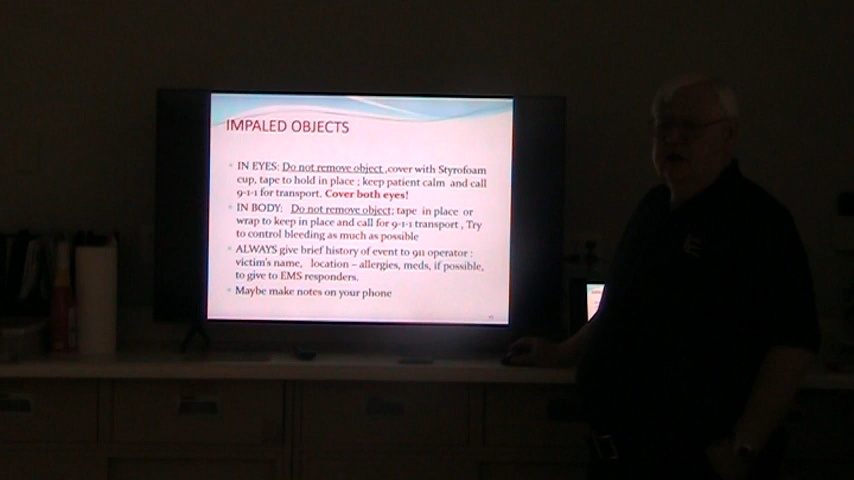 IMPALED OBJECTS
IN EYES: Do not remove object ,cover with Styrofoam
cup, tape to hold in place ; keep patient calm and call
9-1-1 for transport. Cover both eyes!
IN BODY: Do not remove object; tape in place or
wrap to keep in place and call for 9-1-1 transport , Try
to control bleeding as much as possible
ALWAYS give brief history of event to 911 operator :
victim's name, location – allergies, meds, if possible,
to give to EMS responders.
Maybe make notes on your phone